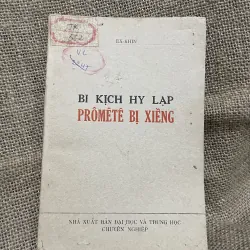 BI KỊCH HY LẠP
PRÔMÊTÊ BỊ XIỀNG
NHÀ XUẤT BẢN ĐẠI HỌC VÀ TRUNG HỌC
CHUYÊN NGHIỆP